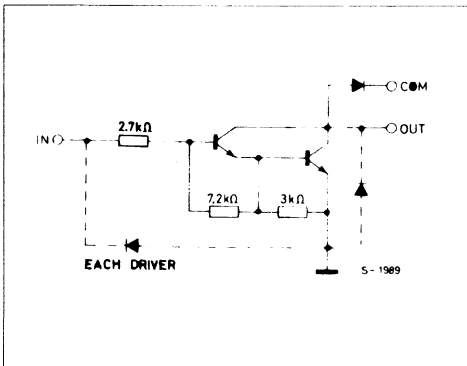 COM
2.7kΩ
IN
OUT
7.2kΩ
3kΩ
EACH DRIVER
S-1989